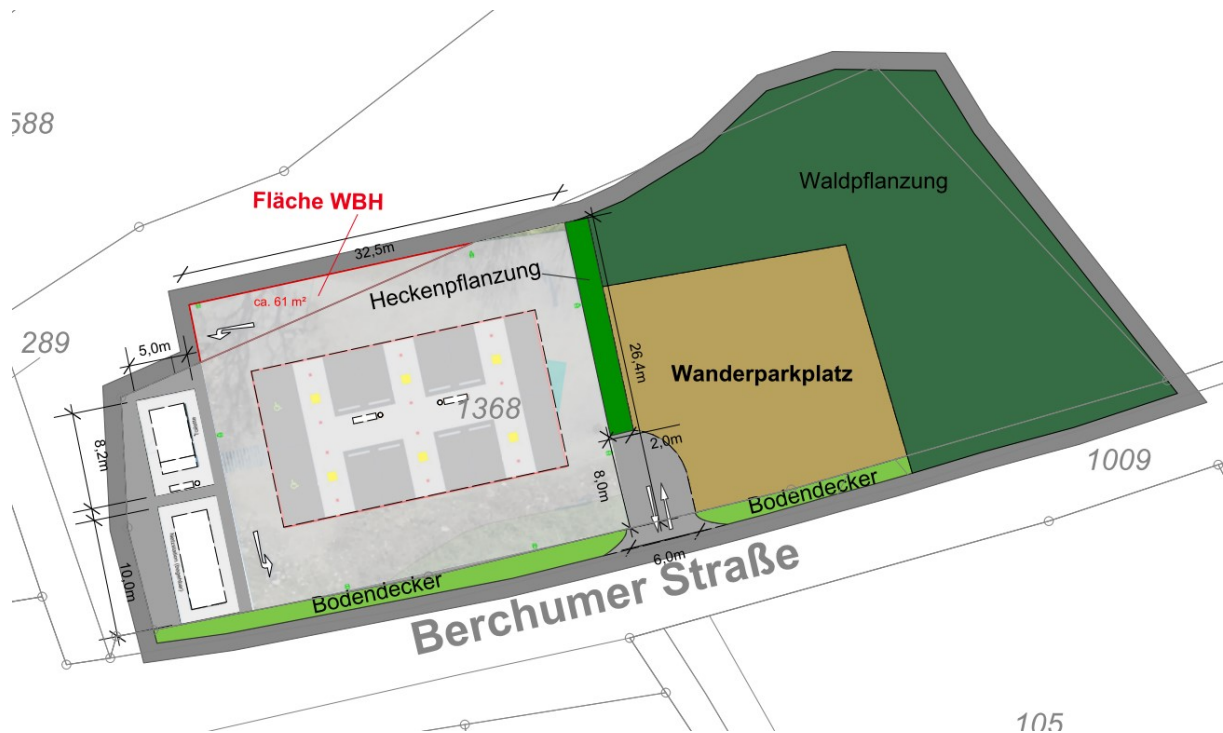 588
Waldpflanzung
Fläche WBH
32,5m
Heckenpflanzung
ca. 61 m²
289
5,0m
26,4m
Wanderparkplatz
1368
8,2m
2,0m
1009
8,0m
Bodendecker
10,0m
6,0m
Bodendecker
Berchumer Straße
105